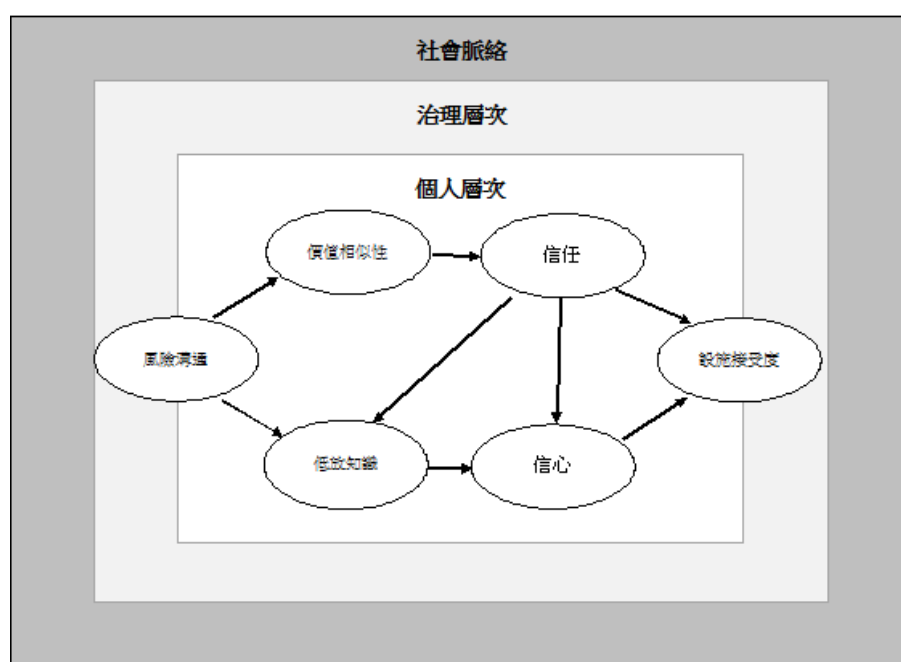 社會脈絡
治理層次
個人層次
價值相似性
信任
風險溝通
設施接受度
低放知識
信心